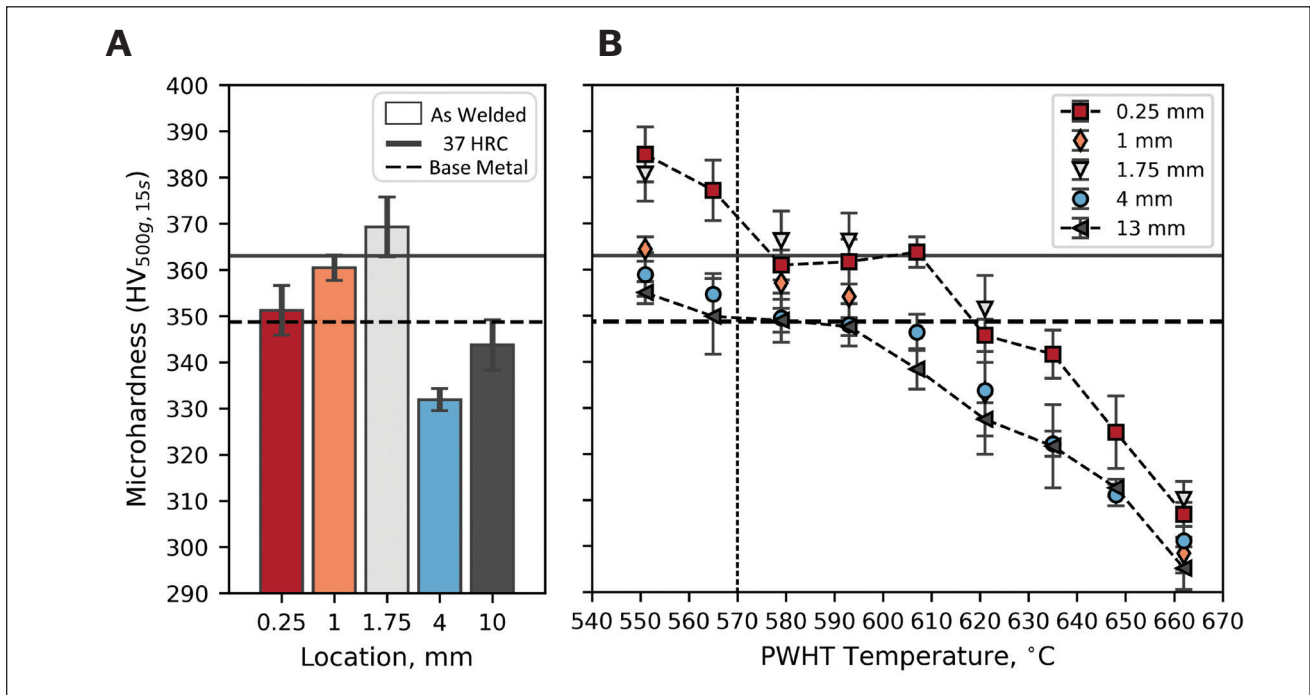 A
B
Microhardness (HV500g, 15s)
400
390
380
370
360
350
340
330
320
310
300
290
As Welded
37 HRC
Base Metal
0.25 1 1.75 4 10
Location, mm
0.25 mm
1 mm
1.75 mm
4 mm
13 mm
540 550 560 570 580 590 600 610 620 630 640 650 660 670
PWHT Temperature, °C